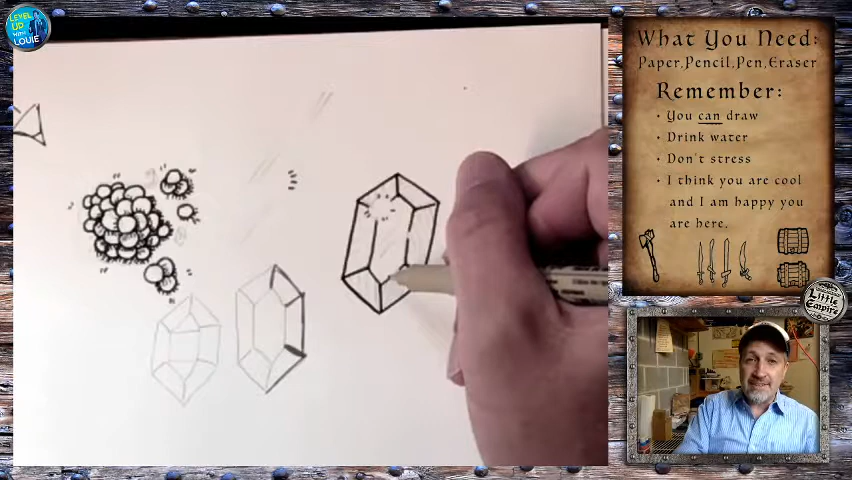 LEVEL
UP
WITH
LOUIE
What You Need:
Paper,Pencil,Pen,Eraser
Remember:
• You can draw
• Drink water
• Don't stress
• I think you are cool
and I am happy you
are here.
Little
Empire